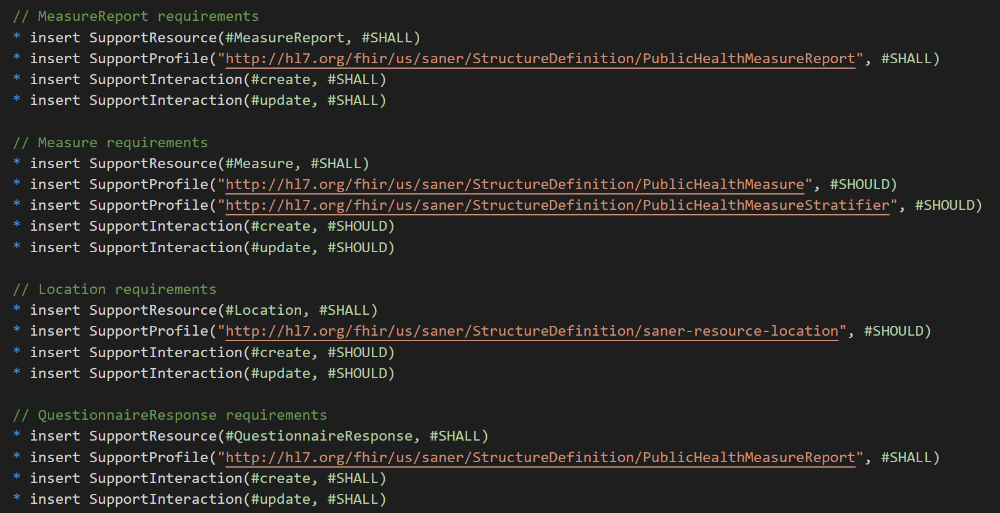 // MeasureReport requirements
* insert SupportResource(#MeasureReport, #SHALL)
* insert SupportProfile("http://hl7.org/fhir/us/saner/StructureDefinition/PublicHealthMeasureReport", #SHALL)
* insert SupportInteraction(#create, #SHALL)
* insert SupportInteraction(#update, #SHALL)
// Measure requirements
* insert SupportResource(#Measure, #SHALL)
* insert SupportProfile("http://hl7.org/fhir/us/saner/StructureDefinition/PublicHealthMeasure", #SHOULD)
* insert SupportProfile("http://hl7.org/fhir/us/saner/StructureDefinition/PublicHealthMeasureStratifier", #SHOULD)
* insert SupportInteraction(#create, #SHOULD)
* insert SupportInteraction(#update, #SHOULD)
// Location requirements
* insert SupportResource(#Location, #SHALL)
* insert SupportProfile("http://hl7.org/fhir/us/saner/StructureDefinition/saner-resource-location", #SHOULD)
* insert SupportInteraction(#create, #SHOULD)
* insert SupportInteraction(#update, #SHOULD)
// QuestionnaireResponse requirements
* insert SupportResource(#QuestionnaireResponse, #SHALL)
* insert SupportProfile("http://hl7.org/fhir/us/saner/StructureDefinition/PublicHealthMeasureReport", #SHALL)
* insert SupportInteraction(#create, #SHALL)
* insert SupportInteraction(#update, #SHALL)